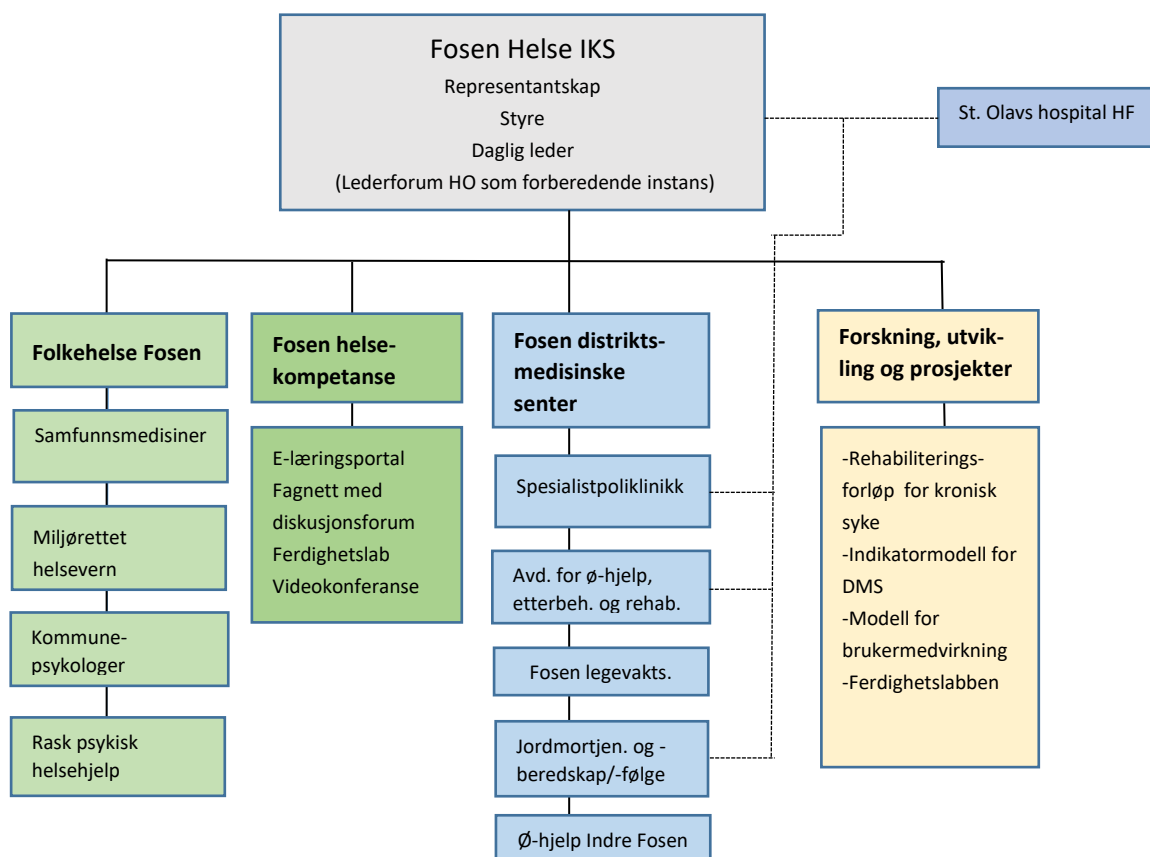 Fosen Helse IKS
Representantskap
Styre
Daglig leder
(Lederforum HO som forberedende instans)
St. Olavs hospital HF
Folkehelse Fosen
Samfunnsmedisiner
Miljørettet
helsevern
Kommune-
psykologer
Rask psykisk
helsehjelp
Fosen helse-
kompetanse
E-læringsportal
Fagnett med
diskusjonsforum
Ferdighetslab
Videokonferanse
Fosen distrikts-
medisinske
senter
Spesialistpoliklinikk
Avd. for ø-hjelp,
etterbeh. og rehab.
Fosen legevakts.
Jordmortjen. og -
beredskap/-følge
Ø-hjelp Indre Fosen
Forskning, utvik-
ling og prosjekter
-Rehabiliterings-
forløp  for kronisk
syke
-Indikatormodell for
DMS
-Modell for
brukermedvirkning
-Ferdighetslabben